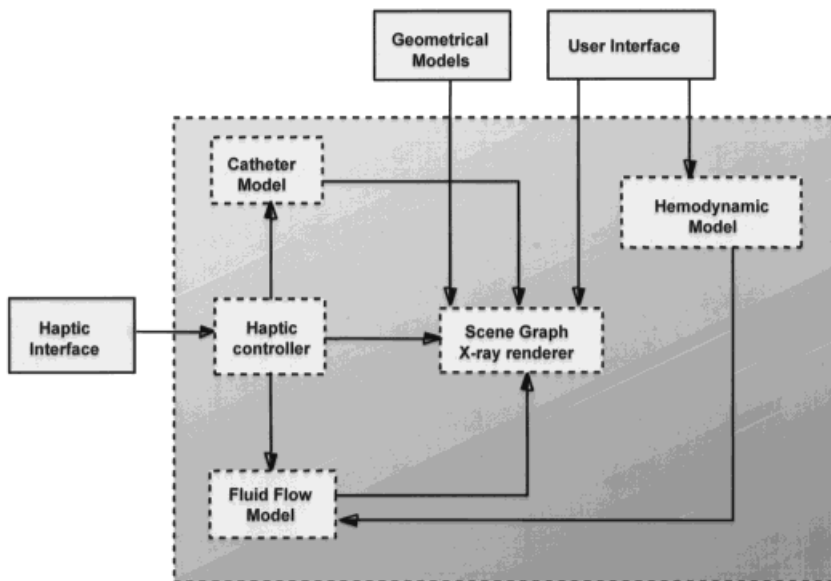 Geometrical
Models
User Interface
Catheter
Model
Hemodynamic
Model
Haptic
Interface
Haptic
controller
Scene Graph
X-ray renderer
Fluid Flow
Model